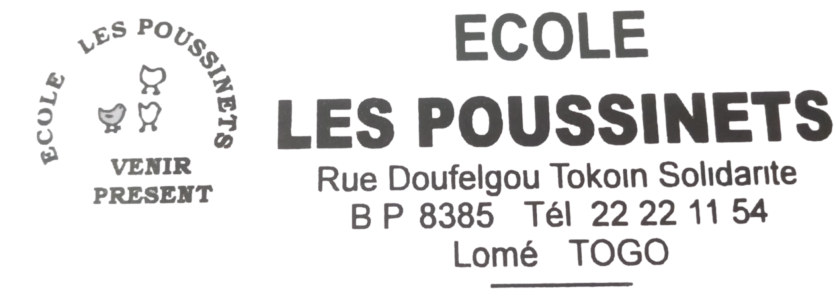 ECOLE LES POUSSINETS
VENIR
PRESENT
ECOLE
LES POUSSINETS
Rue Doufelgou Tokoin Solidarite
B P 8385 Tél 22 22 11 54
Lomé TOGO